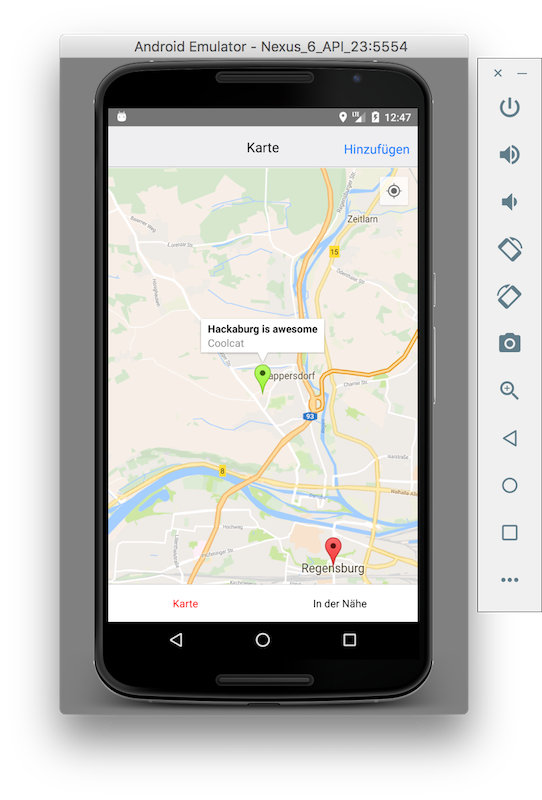 Android Emulator - Nexus_6_API_23:5554
LTE
12:47
Karte
Hinzufügen
Zeitlarn
15
Hackaburg is awesome
Coolcat
appersdorf
93
8
Regensburg
Karte
In der Nähe